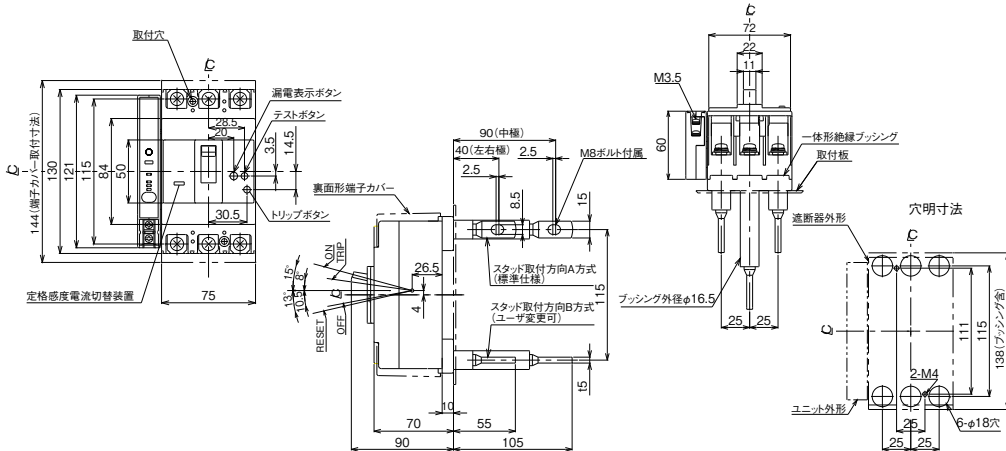 取付穴
℄
漏電表示ボタン
テストボタン
28.5
20
3.5
14.5
144(端子カバー取付寸法)
130
121
115
84
50
℄
30.5
トリップボタン
定格感度電流切替装置
75
裏面形端子カバー
90(中極)
40(左右極)
2.5
2.5
M8ボルト付属
8.5
15
26.5
ON
TRIP
15°
8°
13°
10.5°
℄
RESET
OFF
4
スタッド取付方向A方式
(標準仕様)
スタッド取付方向B方式
(ユーザ変更可)
115
t5
10
70
55
90
105
℄
72
22
11
M3.5
60
一体形絶縁ブッシング
取付板
ブッシング外径φ16.5
25
25
穴明寸法
遮断器外形
℄
℄
111
115
138(ブッシング含)
2-M4
ユニット外形
25
6-φ18穴
25
25